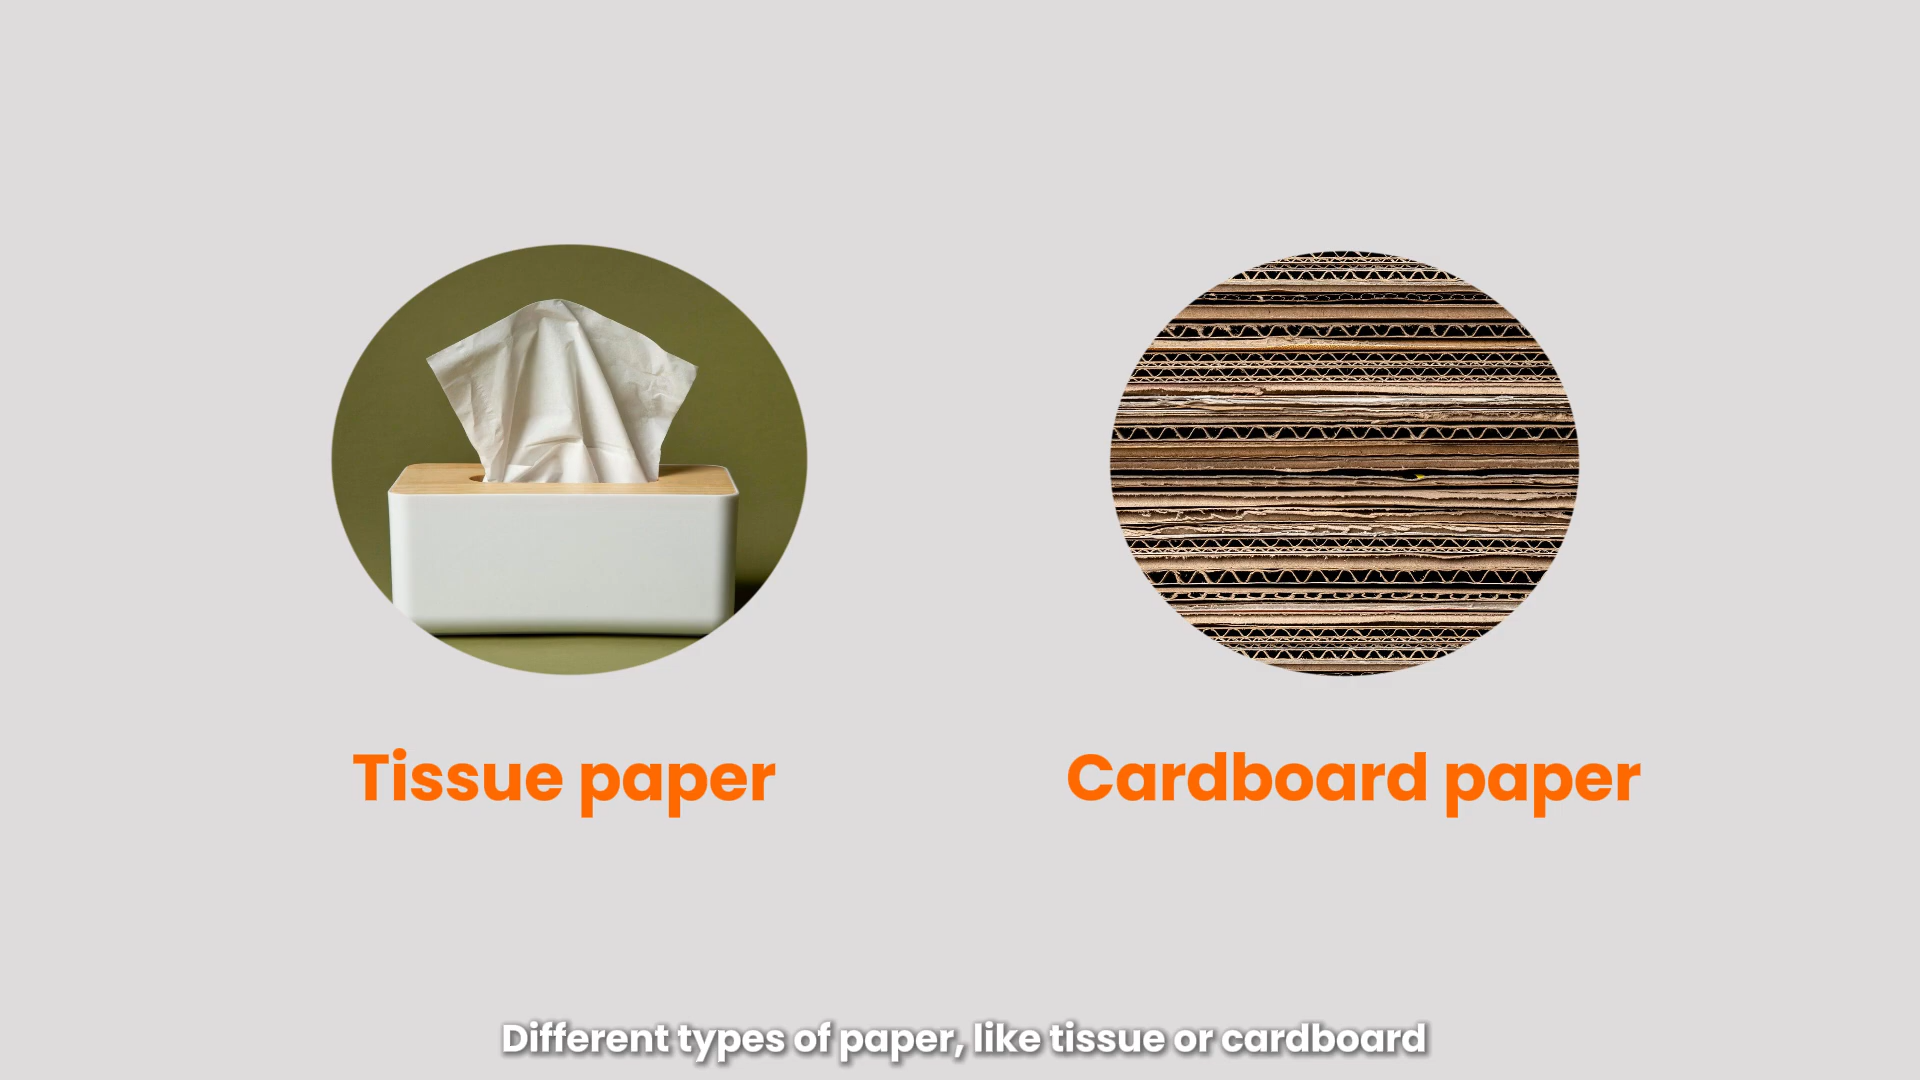 Tissue paper
Cardboard paper
Different types of paper, like tissue or cardboard